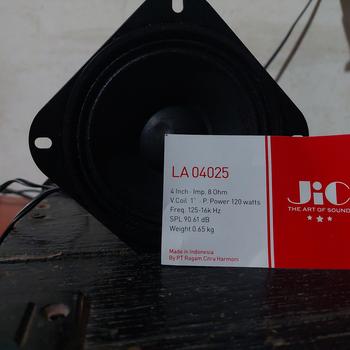 LA 04025
4 Inch · Imp. 8 Ohm
V.Coil 1" · P. Power 120 watts
Freq. 125-16k Hz
SPL 90.61 dB
Weight 0.65 kg
JiC
THE ART OF SOUND
Made in Indonesia
By PT Ragam Citra Harmoni